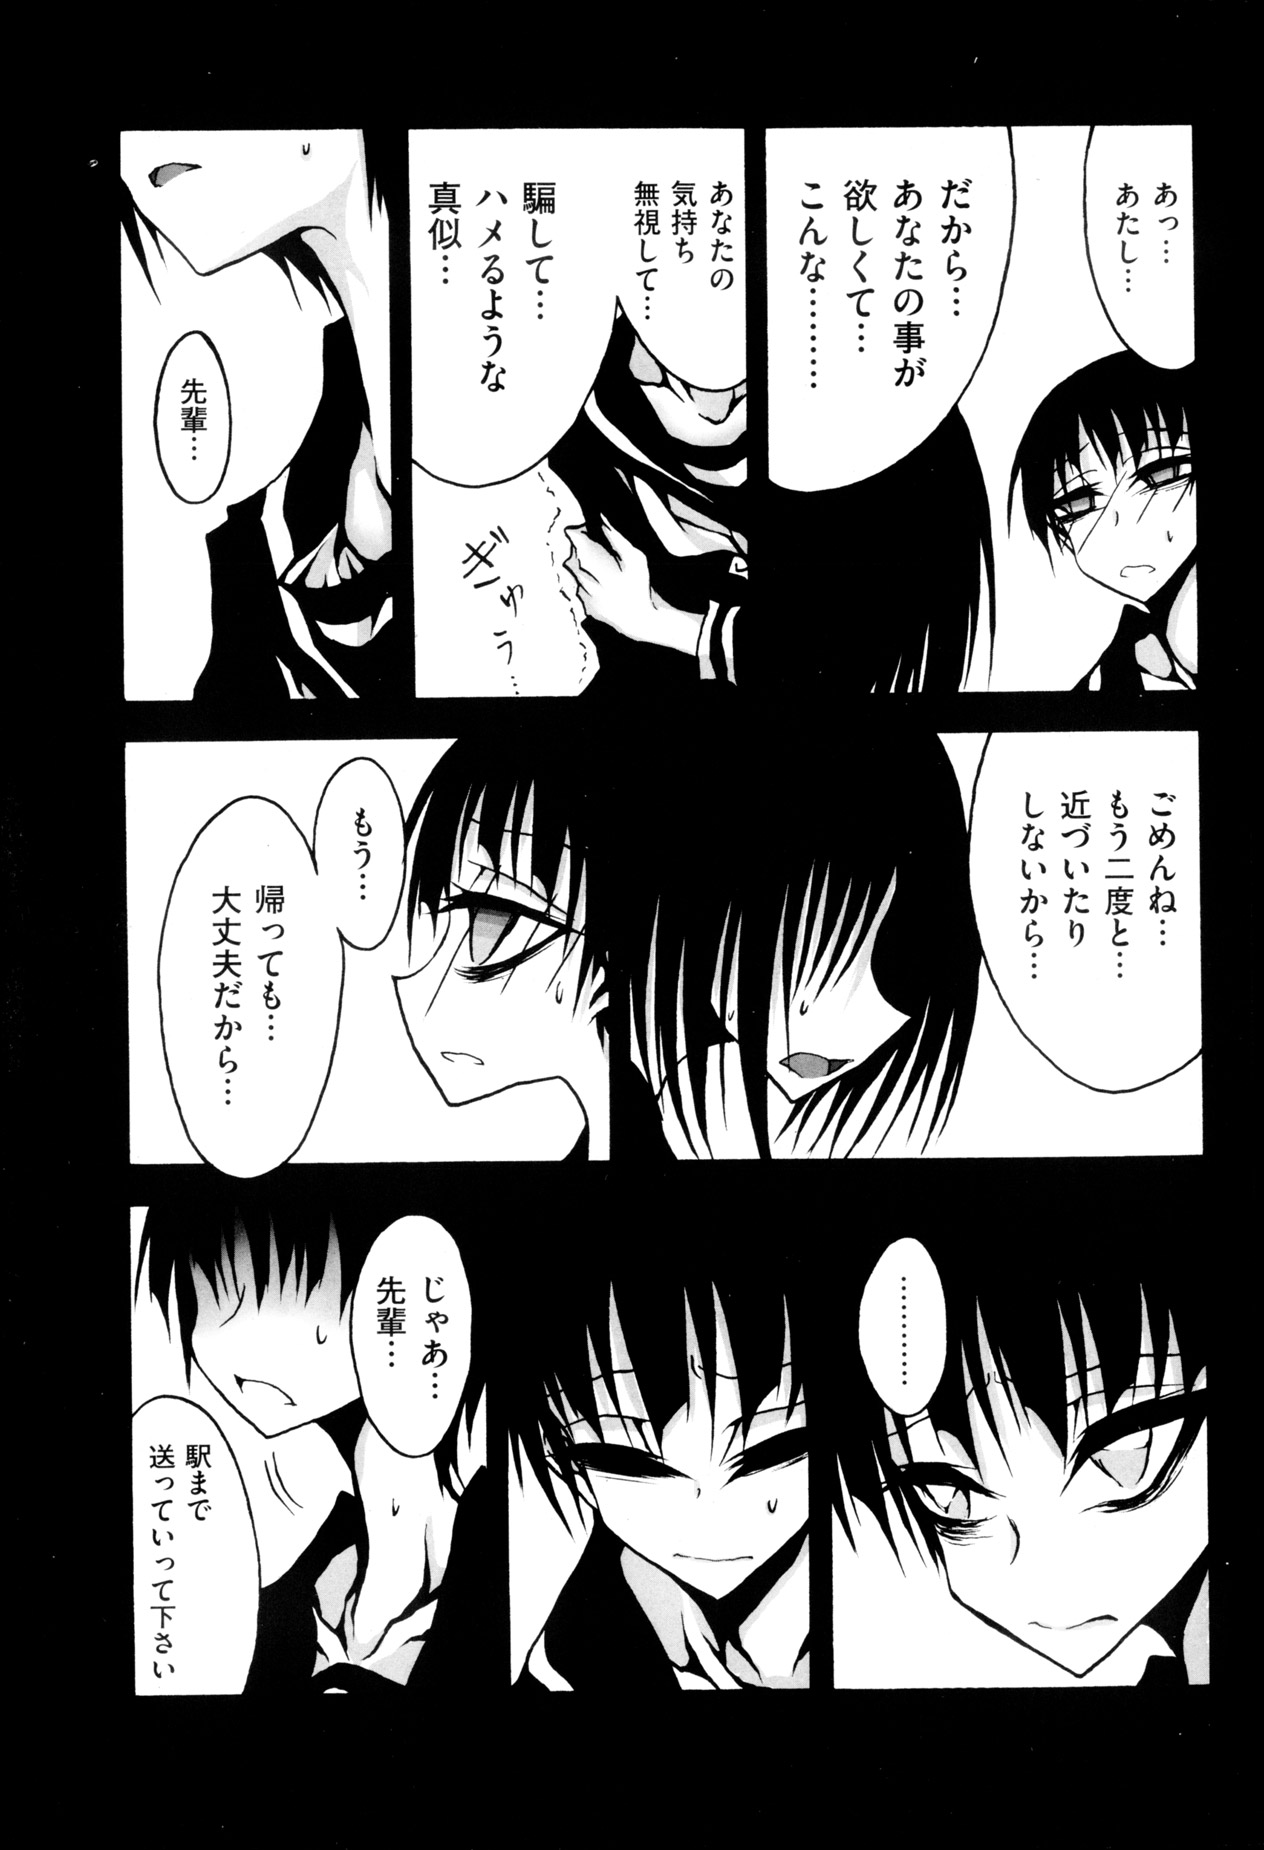 あっ…
あたし…
だから…
あなたの事が
欲しくて…
こんな………
あなたの
気持ち
無視して…
騙して…
ハメるような
真似…
ぎゅぅ…
先輩…
ごめんね…
もう二度と…
近づいたり
しないから…
もう…
帰っても…
大丈夫だから…
………
じゃあ…
先輩…
駅まで
送っていって下さい